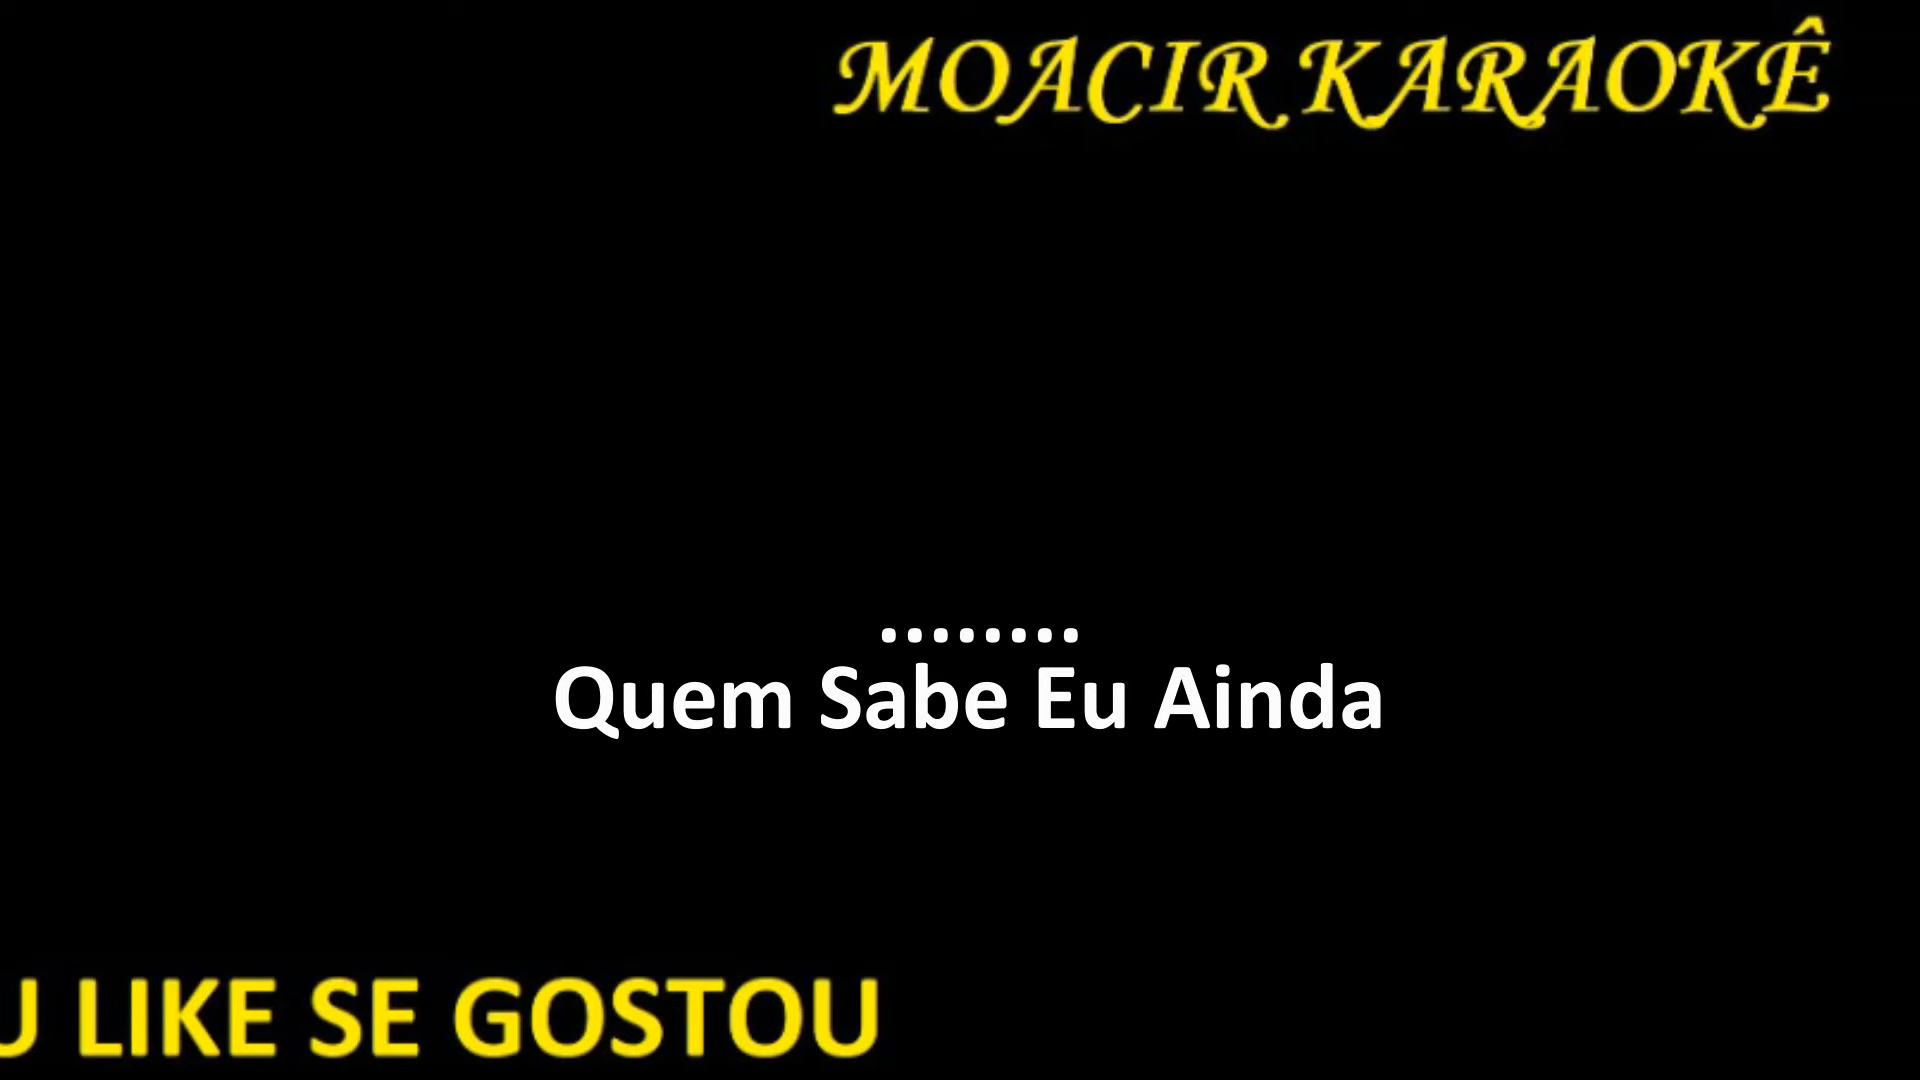 MOACIR KARAOKÊ
........
Quem Sabe Eu Ainda
U LIKE SE GOSTOU